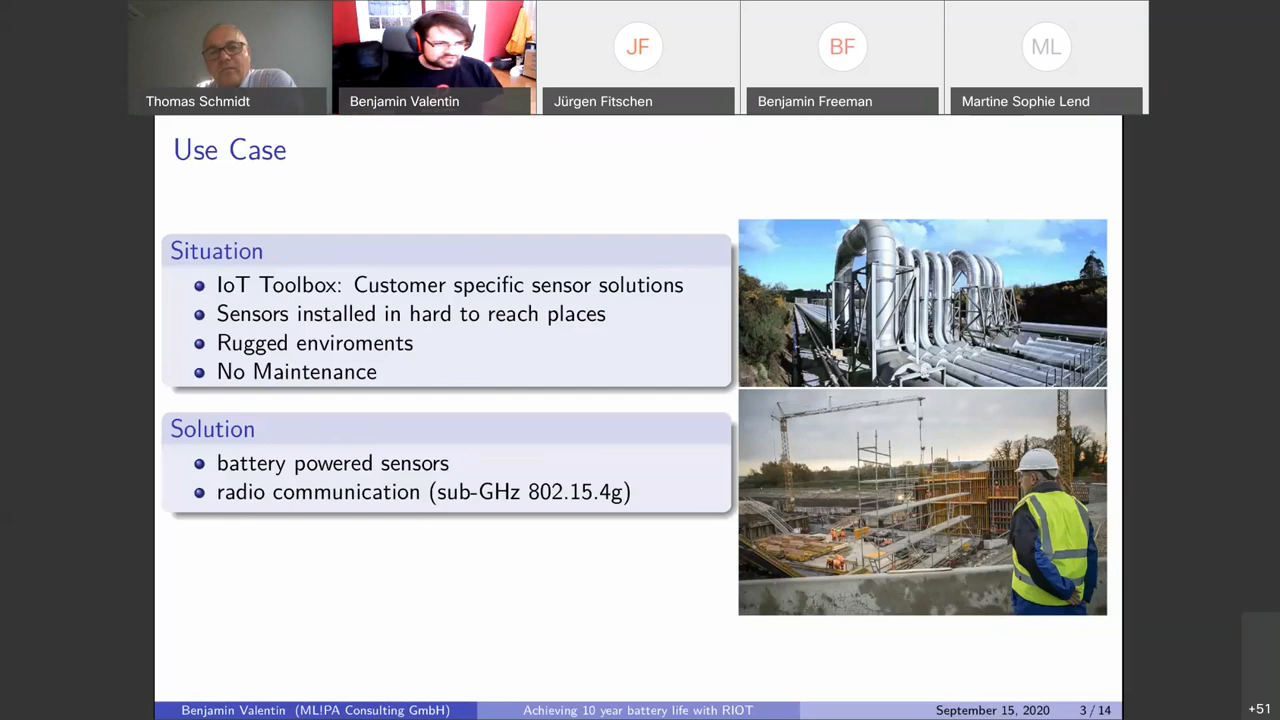 JF
BF
ML
Thomas Schmidt
Benjamin Valentin
Jürgen Fitschen
Benjamin Freeman
Martine Sophie Lend
Use Case
Situation
IoT Toolbox: Customer specific sensor solutions
Sensors installed in hard to reach places
Rugged enviroments
No Maintenance
Solution
battery powered sensors
radio communication (sub-GHz 802.15.4g)
Benjamin Valentin (ML!PA Consulting GmbH)
Achieving 10 year battery life with RIOT
September 15, 2020
3 / 14
+51